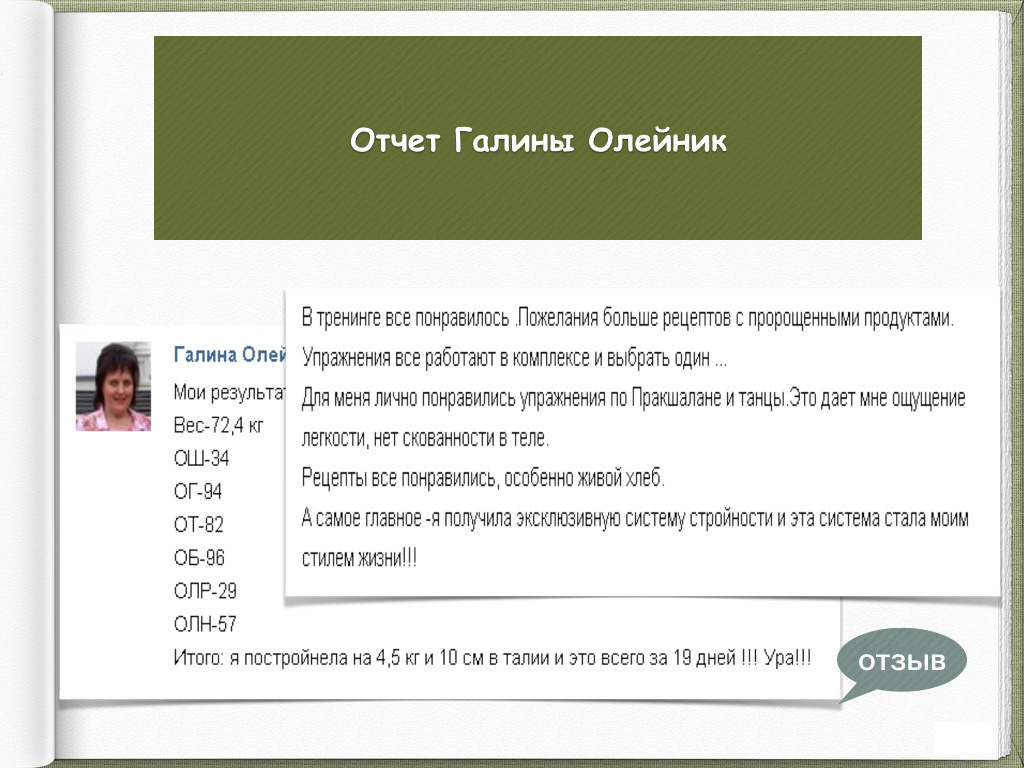 Отчет Галины Олейник
В тренинге все понравилось .Пожелания больше рецептов с пророщенными продуктами.
Упражнения все работают в комплексе и выбрать один ...
Для меня лично понравились упражнения по Пракшалане и танцы.Это дает мне ощущение
легкости, нет скованности в теле.
Рецепты все понравились, особенно живой хлеб.
А самое главное -я получила эксклюзивную систему стройности и эта система стала моим
стилем жизни!!!
Галина Олей
Мои результат
Вес-72,4 кг
ОШ-34
ОГ-94
ОТ-82
ОБ-96
ОЛР-29
ОЛН-57
Итого: я постройнела на 4,5 кг и 10 см в талии и это всего за 19 дней !!! Ура!!!
ОТЗЫВ